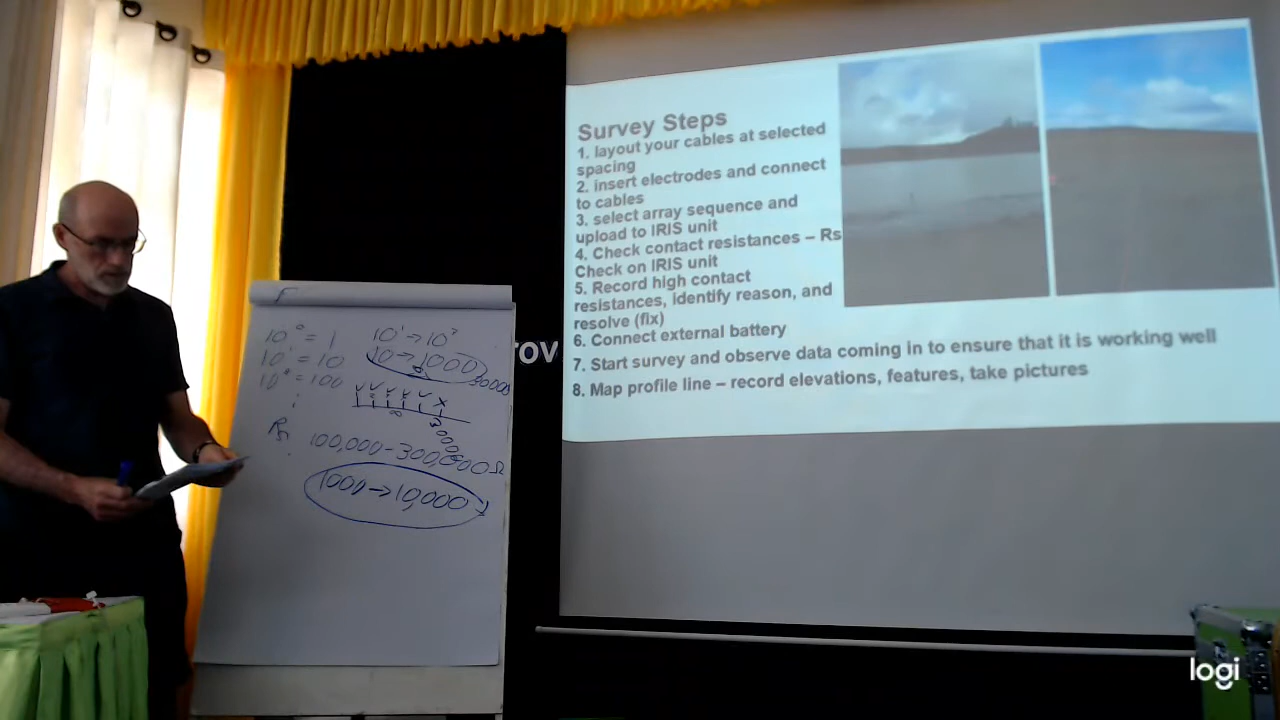 F
10⁰ = 1
10¹ = 10
10² = 100
10¹ → 10³
10 → 1000
30000
∞
x
3000
Rs
100,000 - 300,000 Ω
1000 → 10,000
rov
Survey Steps
1. layout your cables at selected
spacing
2. insert electrodes and connect
to cables
3. select array sequence and
upload to IRIS unit
4. Check contact resistances – Rs
Check on IRIS unit
5. Record high contact
resistances, identify reason, and
resolve (fix)
6. Connect external battery
7. Start survey and observe data coming in to ensure that it is working well
8. Map profile line – record elevations, features, take pictures
logi